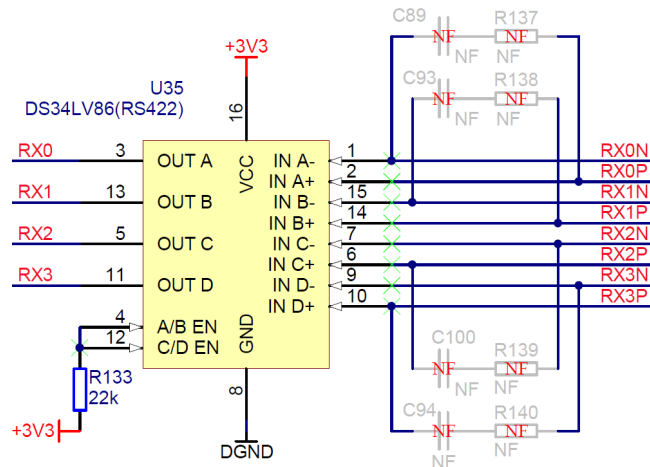 C89 R137
NF NF
NF NF
+3V3
C93 R138
U35
NF NF
DS34LV86(RS422)
NF NF
16
VCC
RX0 3 OUT A IN A- 1 RX0N
IN A+ 2 RX0P
RX1 13 OUT B IN B- 15 RX1N
IN B+ 14 RX1P
RX2 5 OUT C IN C- 7 RX2N
IN C+ 6 RX2P
RX3 11 OUT D IN D- 9 RX3N
IN D+ 10 RX3P
4 A/B EN
12 C/D EN
GND
C100 R139
NF NF
R133
22k
8
NF NF
C94 R140
+3V3
NF NF
DGND
NF NF